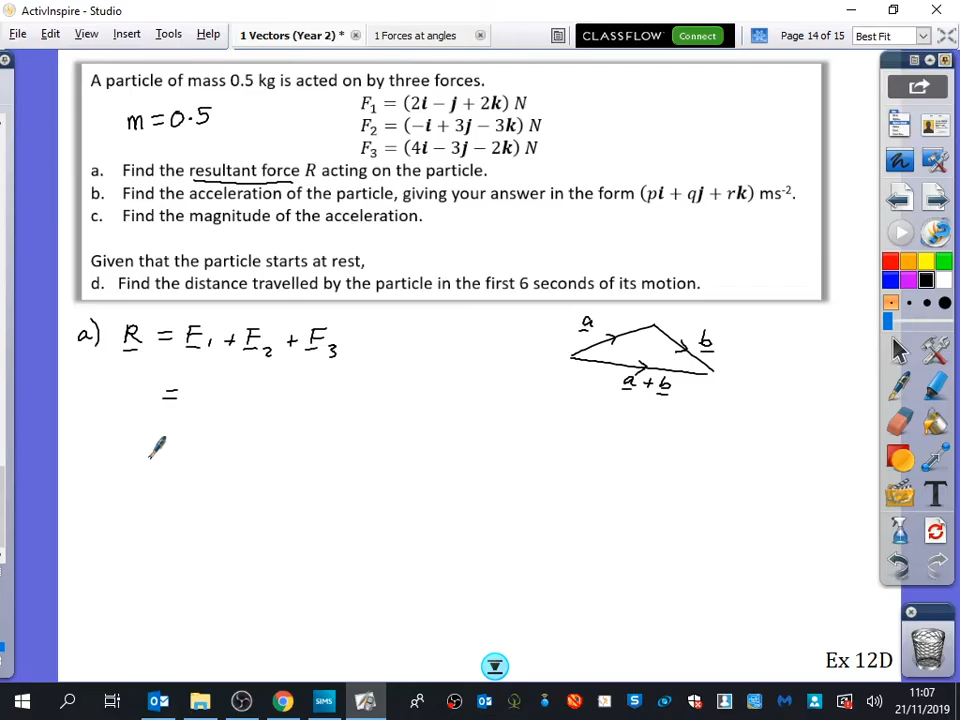 ActivInspire - Studio
File Edit View Insert Tools Help
1 Vectors (Year 2) *
1 Forces at angles
CLASSFLOW Connect
Page 14 of 15
Best Fit
A particle of mass 0.5 kg is acted on by three forces.
m = 0.5
F₁ = (2i − j + 2k) N
F₂ = (−i + 3j − 3k) N
F₃ = (4i − 3j − 2k) N
a. Find the resultant force R acting on the particle.
b. Find the acceleration of the particle, giving your answer in the form (pi + qj + rk) ms⁻².
c. Find the magnitude of the acceleration.
Given that the particle starts at rest,
d. Find the distance travelled by the particle in the first 6 seconds of its motion.
a) R = F₁ + F₂ + F₃
=
a
b
a + b
Ex 12D
SIMS
11:07
21/11/2019